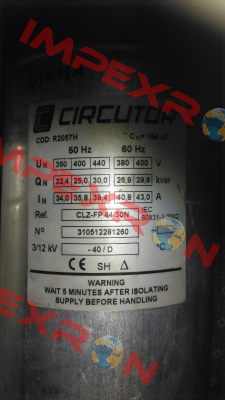 IMPEXRON
CIRCUTOR
COD: R2057H
50 Hz 60 Hz
UN 380 400 440 380 400 V
QN 22,4 25,0 30,0 26,9 29,8 kvar
IN 34,0 35,8 39,4 40,8 43,0 A
Ref. CLZ-FP 44/30N IEC
Nº 310512281260
3/12 kV - 40 / D °C
CE SH Δ
WARNING
WAIT 5 MINUTES AFTER ISOLATING
SUPPLY BEFORE HANDLING
IMPEXRON